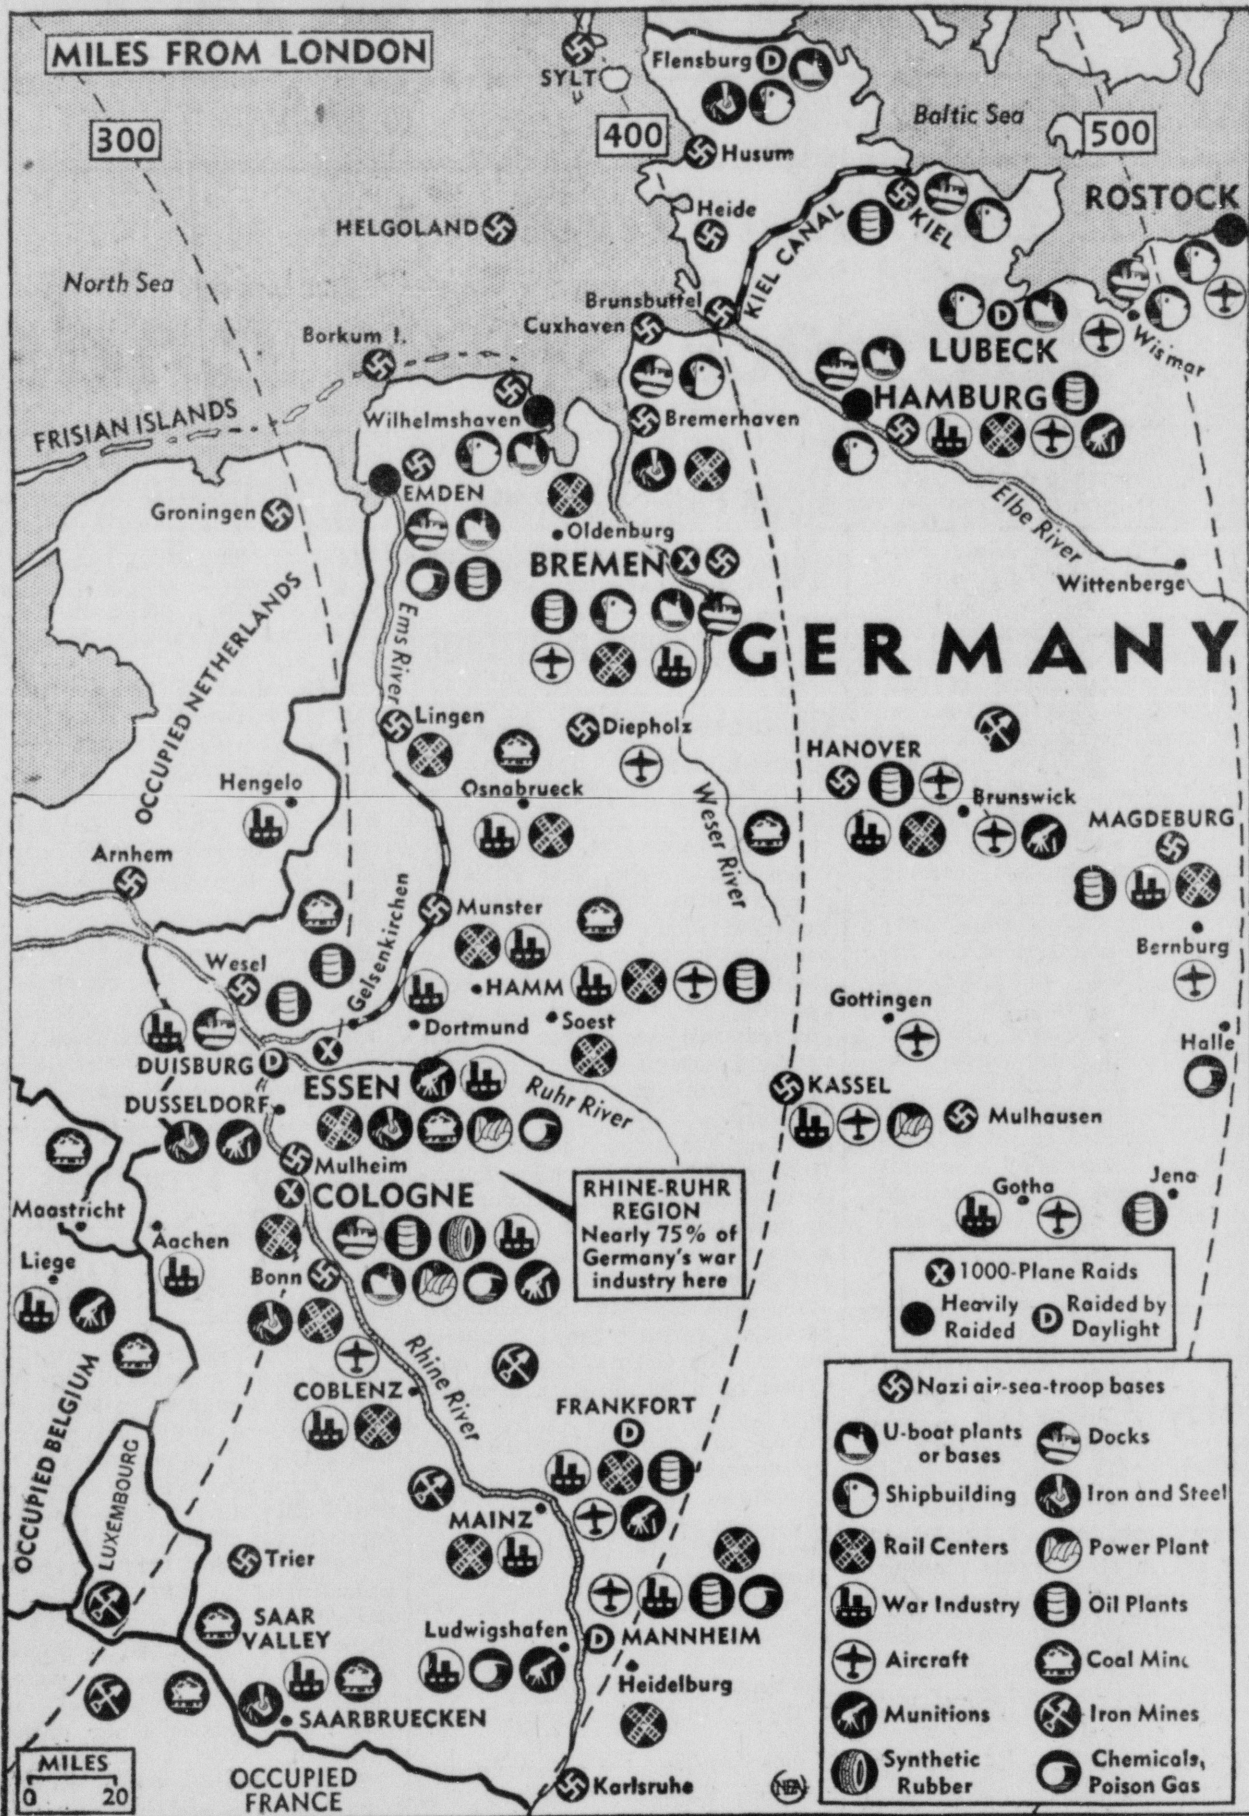 MILES FROM LONDON
300
400
500
SYLT
Flensburg D
Baltic Sea
Husum
ROSTOCK
Heide
KIEL
KIEL CANAL
HELGOLAND
North Sea
Brunsbuttel
Cuxhaven
D
LUBECK
Wismar
Borkum I.
HAMBURG
FRISIAN ISLANDS
Wilhelmshaven
Bremerhaven
EMDEN
Groningen
Oldenburg
Elbe River
BREMEN X
Wittenberge
Ems River
OCCUPIED NETHERLANDS
GERMANY
Lingen
Diepholz
HANOVER
Hengelo
Osnabrueck
Weser River
Brunswick
MAGDEBURG
Arnhem
Munster
Gelsenkirchen
Bernburg
Wesel
HAMM
Gottingen
Dortmund
Soest
Halle
DUISBURG D
X
ESSEN
Ruhr River
KASSEL
DUSSELDORF
Mulhausen
Mulheim
X COLOGNE
RHINE-RUHR
REGION
Nearly 75% of
Germany's war
industry here
Maastricht
Aachen
Gotha
Jena
Liege
Bonn
X 1000-Plane Raids
Heavily
Raided
D Raided by
Daylight
Rhine River
OCCUPIED BELGIUM
COBLENZ
FRANKFORT
D
LUXEMBOURG
MAINZ
Trier
SAAR
VALLEY
Ludwigshafen
D MANNHEIM
Heidelburg
SAARBRUECKEN
Karlsruhe
OCCUPIED
FRANCE
MILES
0 20
NEA
Nazi air-sea-troop bases
U-boat plants
or bases
Docks
Shipbuilding
Iron and Steel
Rail Centers
Power Plant
War Industry
Oil Plants
Aircraft
Coal Mine
Munitions
Iron Mines
Synthetic
Rubber
Chemicals,
Poison Gas